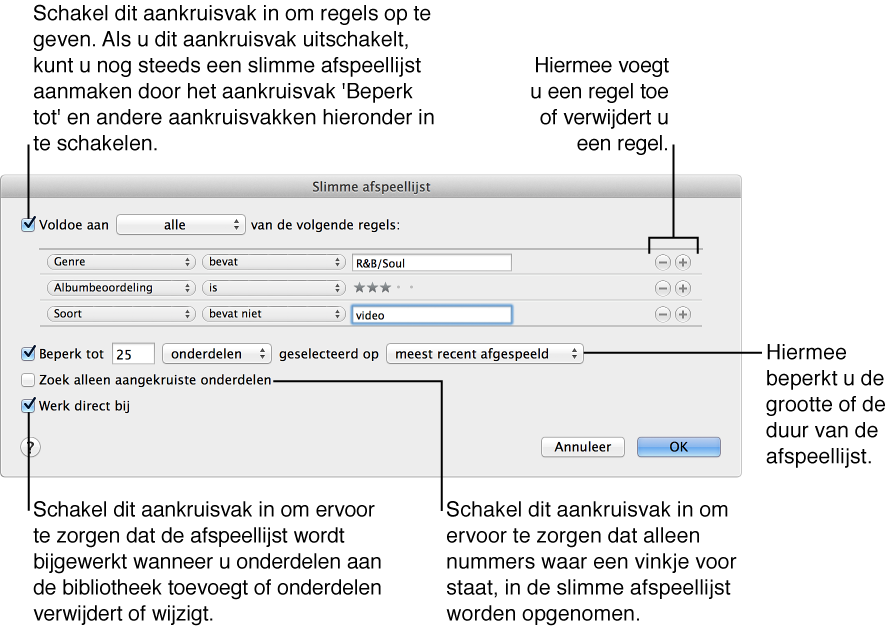 Schakel dit aankruisvak in om regels op te
geven. Als u dit aankruisvak uitschakelt,
kunt u nog steeds een slimme afspeellijst
aanmaken door het aankruisvak 'Beperk
tot' en andere aankruisvakken hieronder in
te schakelen.
Hiermee voegt
u een regel toe
of verwijdert u
een regel.
Slimme afspeellijst
Voldoe aan alle van de volgende regels:
Genre bevat R&B/Soul
Albumbeoordeling is ★★★
Soort bevat niet video
Beperk tot 25 onderdelen geselecteerd op meest recent afgespeeld
Zoek alleen aangekruiste onderdelen
Werk direct bij
? Annuleer OK
Hiermee
beperkt u de
grootte of de
duur van de
afspeellijst.
Schakel dit aankruisvak in om ervoor
te zorgen dat de afspeellijst wordt
bijgewerkt wanneer u onderdelen aan
de bibliotheek toevoegt of onderdelen
verwijdert of wijzigt.
Schakel dit aankruisvak in om
ervoor te zorgen dat alleen
nummers waar een vinkje voor
staat, in de slimme afspeellijst
worden opgenomen.